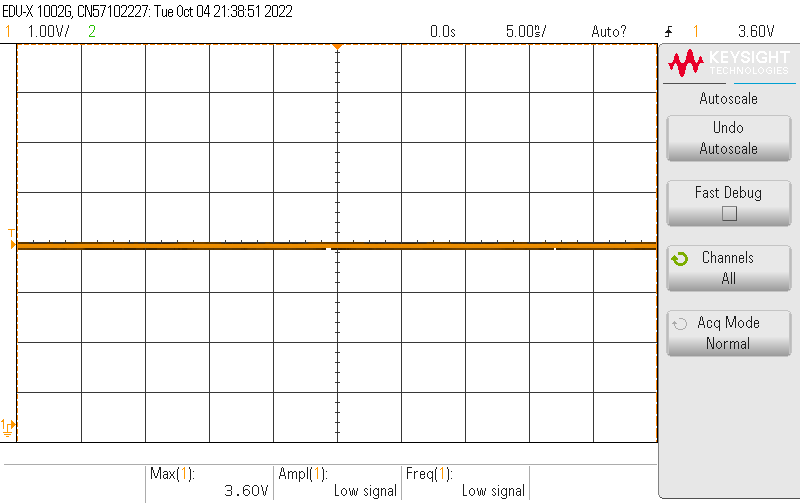 EDU-X 1002G, CN57102227: Tue Oct 04 21:38:51 2022
1 1.00V/ 2 0.0s 5.00ms/ Auto? 1 3.60V
KEYSIGHT
TECHNOLOGIES
Autoscale
Undo
Autoscale
Fast Debug
Channels
All
Acq Mode
Normal
T
1
Max(1): Ampl(1): Freq(1):
3.60V Low signal Low signal